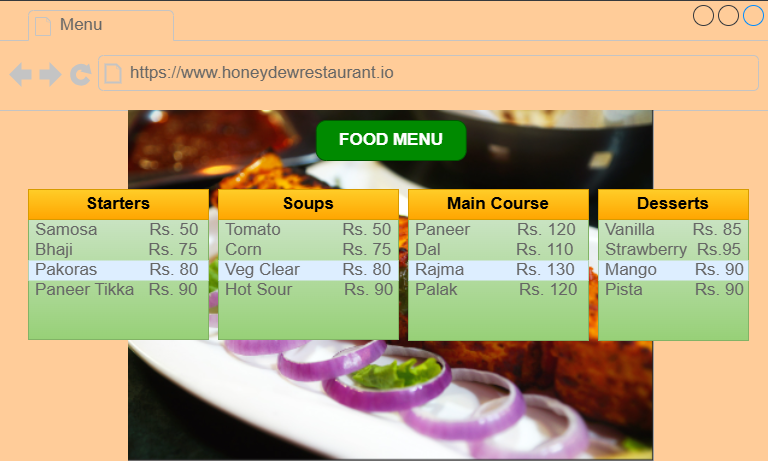 Menu
https://www.honeydewrestaurant.io
FOOD MENU
Starters
Samosa Rs. 50
Bhaji Rs. 75
Pakoras Rs. 80
Paneer Tikka Rs. 90
Soups
Tomato Rs. 50
Corn Rs. 75
Veg Clear Rs. 80
Hot Sour Rs. 90
Main Course
Paneer Rs. 120
Dal Rs. 110
Rajma Rs. 130
Palak Rs. 120
Desserts
Vanilla Rs. 85
Strawberry Rs.95
Mango Rs. 90
Pista Rs. 90